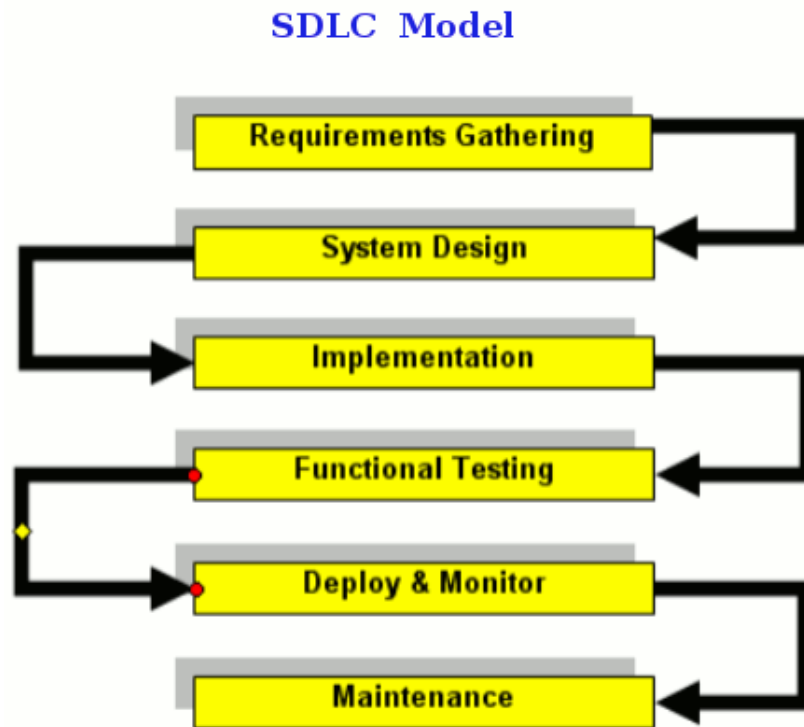 SDLC Model
Requirements Gathering
System Design
Implementation
Functional Testing
Deploy & Monitor
Maintenance